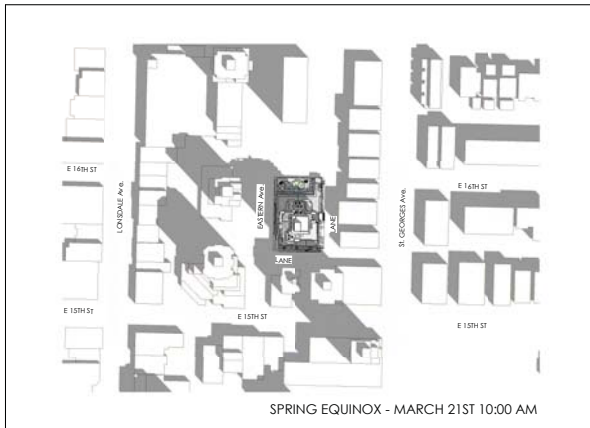 E 16TH ST
LONSDALE Ave.
EASTERN Ave.
LANE
E 16TH ST
St. GEORGES Ave.
LANE
E 15TH ST
E 15TH ST
E 15TH ST
SPRING EQUINOX - MARCH 21ST 10:00 AM